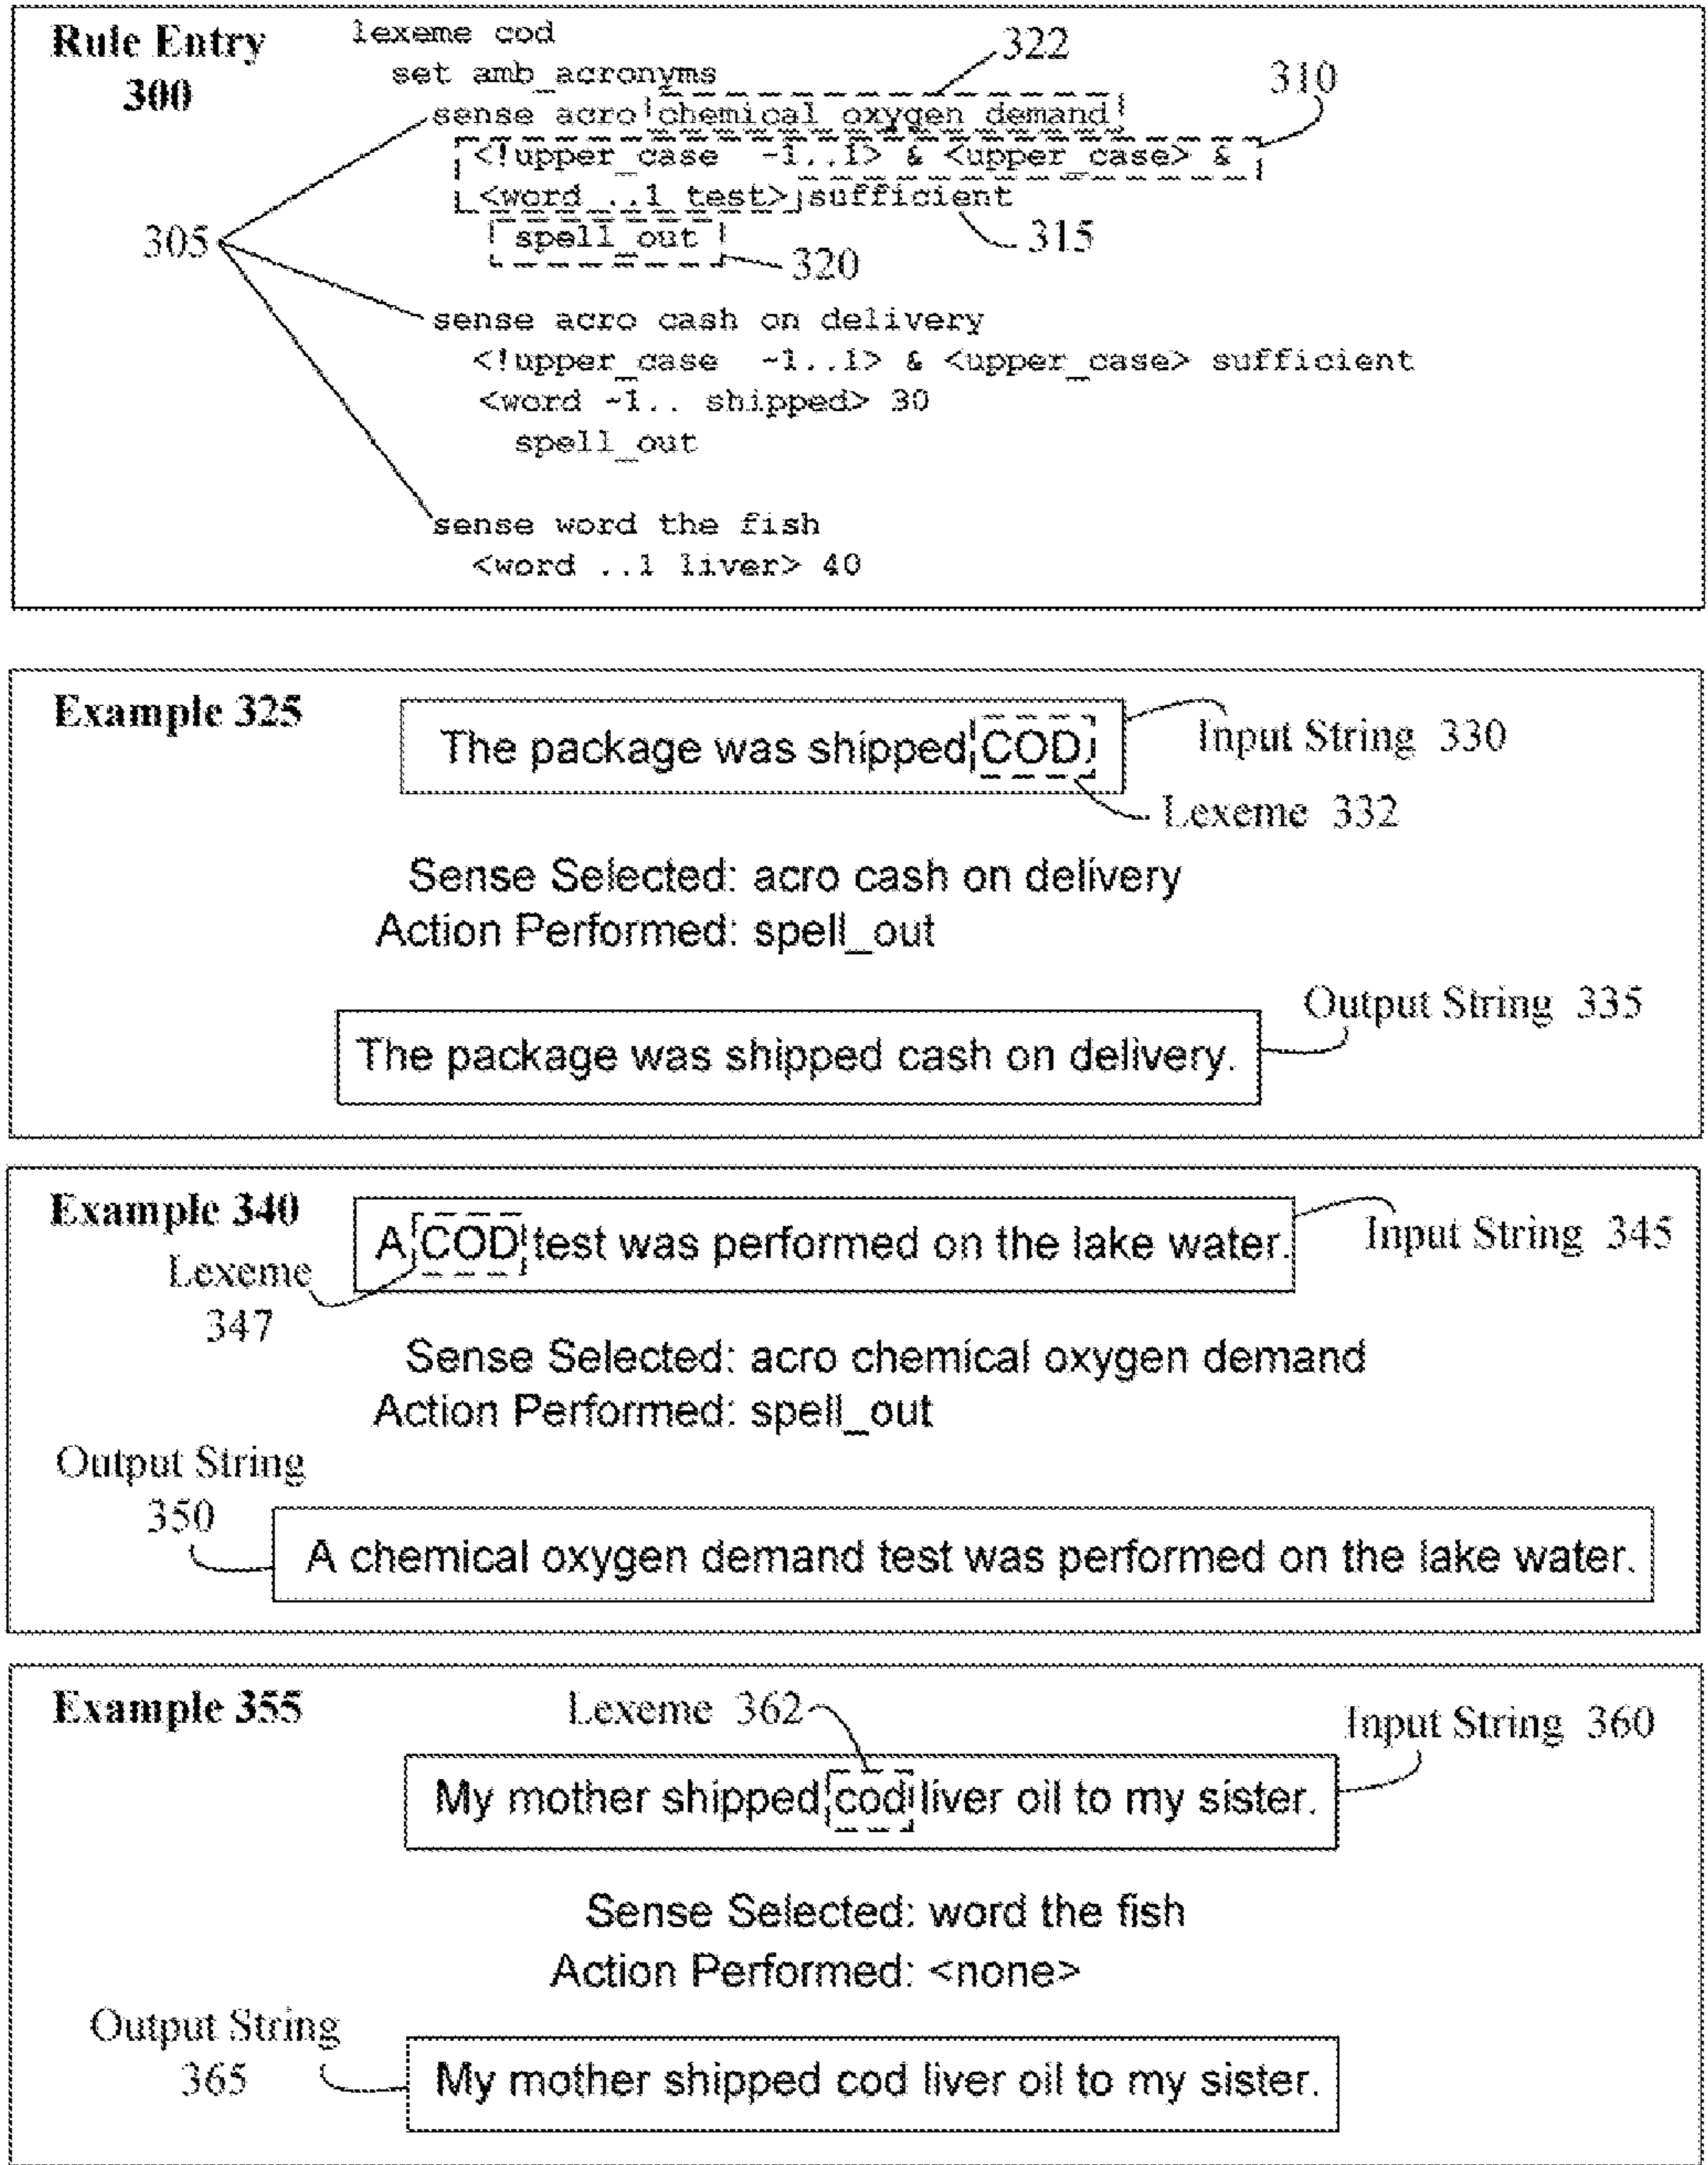 Rule Entry
300
lexeme cod
set amb_acronyms
322
310
sense acro chemical oxygen demand
<!upper_case -1..1> & <upper_case> &
<word ..1 test> sufficient
305
spell_out
315
320
sense acro cash on delivery
<!upper_case -1..1> & <upper_case> sufficient
<word -1.. shipped> 30
spell_out
sense word the fish
<word ..1 liver> 40
Example 325
The package was shipped COD
Input String 330
Lexeme 332
Sense Selected: acro cash on delivery
Action Performed: spell_out
Output String 335
The package was shipped cash on delivery.
Example 340
A COD test was performed on the lake water.
Input String 345
Lexeme
347
Sense Selected: acro chemical oxygen demand
Action Performed: spell_out
Output String
350
A chemical oxygen demand test was performed on the lake water.
Example 355
Lexeme 362
Input String 360
My mother shipped cod liver oil to my sister.
Sense Selected: word the fish
Action Performed: <none>
Output String
365
My mother shipped cod liver oil to my sister.